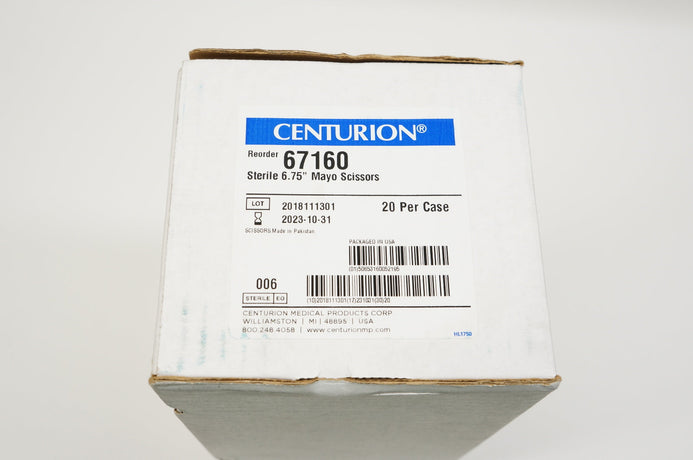 CENTURION®
Reorder 67160
Sterile 6.75" Mayo Scissors
LOT 2018111301 20 Per Case
2023-10-31
SCISSORS Made in Pakistan
PACKAGED IN USA
006
STERILE EO
CENTURION MEDICAL PRODUCTS CORP
WILLIAMSTON | MI | 48895 | USA
800.248.4058 | www.centurionmp.com
HL1750